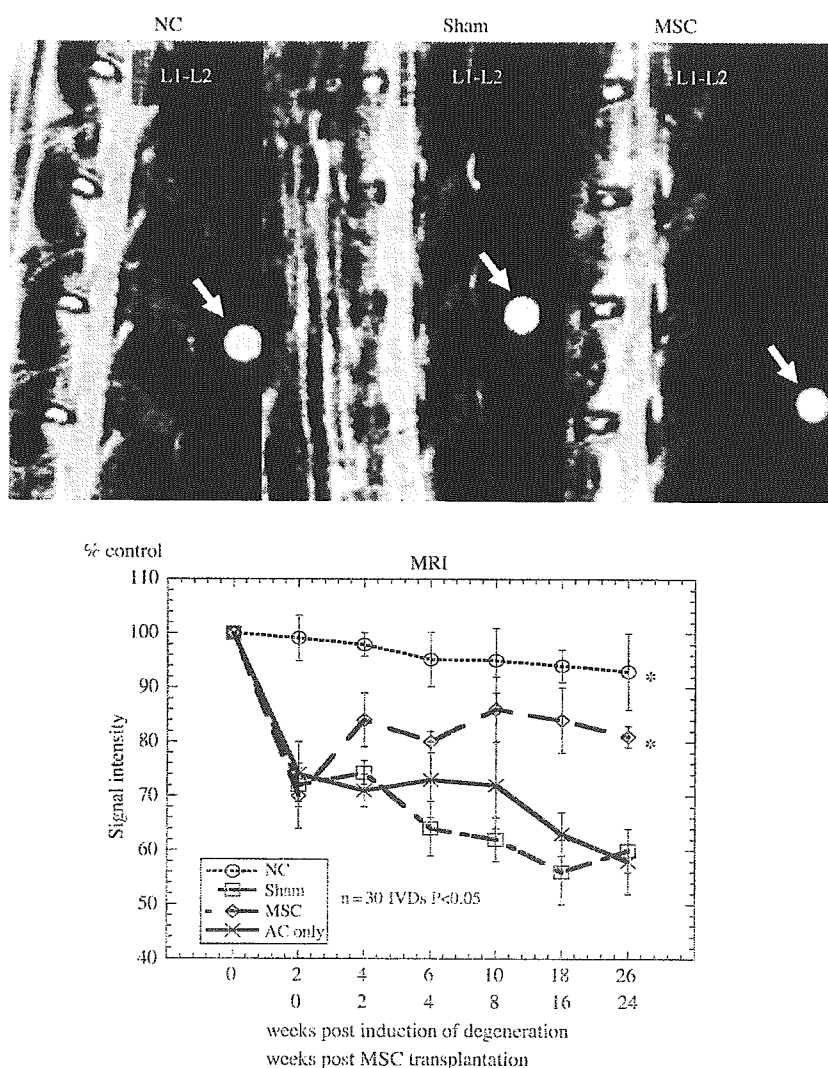 NC Sham MSC
L1-L2 L1-L2 L1-L2
% control
MRI
110
100
90
80
70
60
50
40
Signal intensity
NC
Sham
MSC
AC only
n=30 IVDs P<0.05
*
*
0 2 4 6 10 18 26
0 2 4 8 16 24
weeks post induction of degeneration
weeks post MSC transplantation